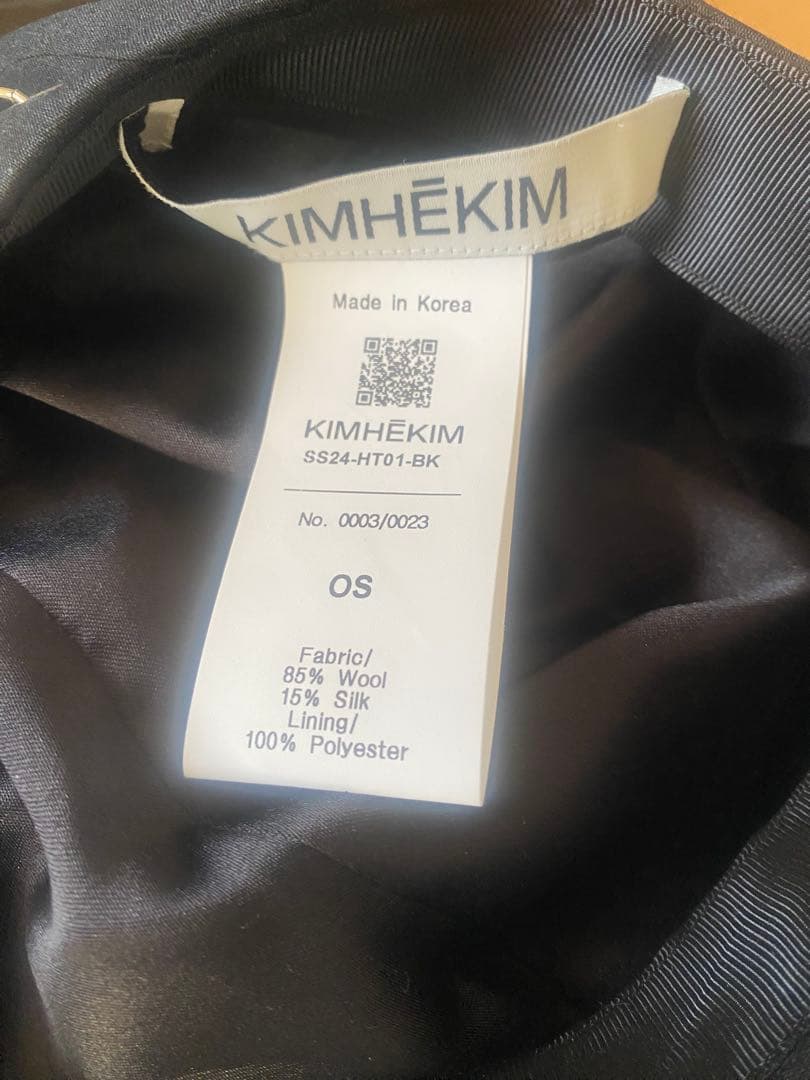 KIMHĒKIM
Made in Korea
KIMHĒKIM
SS24-HT01-BK
No. 0003/0023
OS
Fabric/
85% Wool
15% Silk
Lining/
100% Polyester